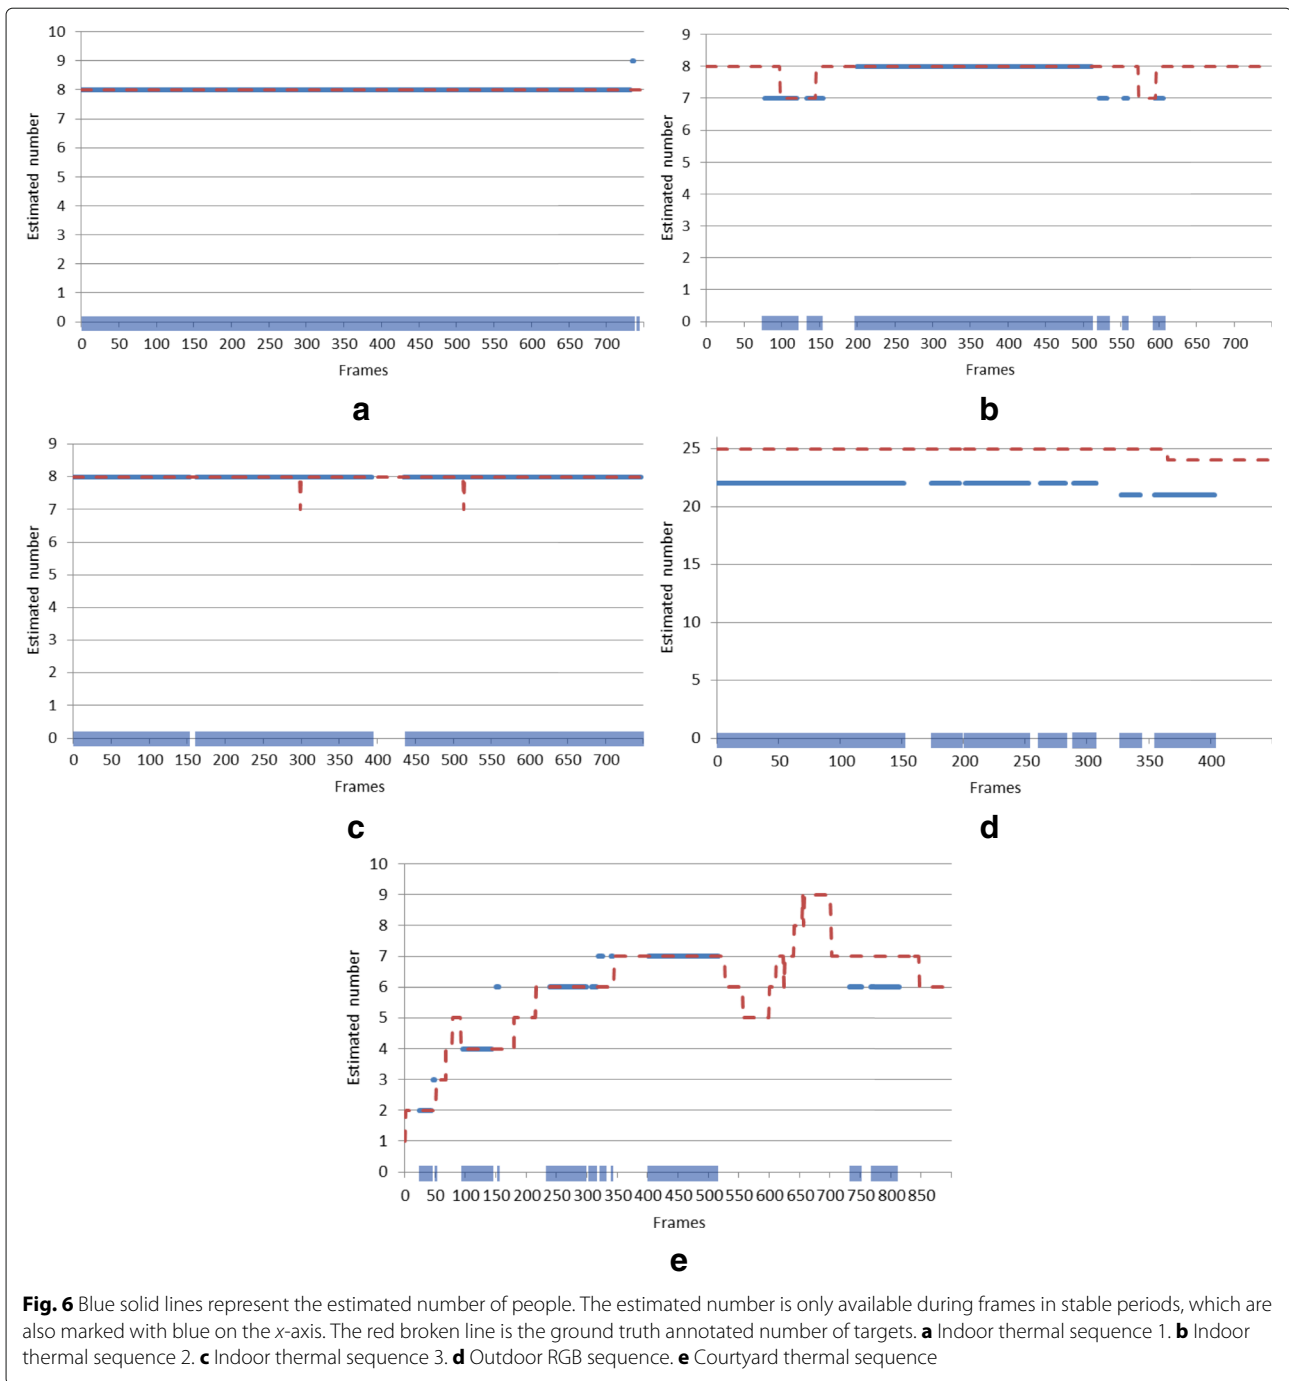 10
9
8
7
6
5
4
3
2
1
0
Estimated number
0 50 100 150 200 250 300 350 400 450 500 550 600 650 700
Frames
a
9
8
7
6
5
4
3
2
1
0
Estimated number
0 50 100 150 200 250 300 350 400 450 500 550 600 650 700
Frames
b
9
8
7
6
5
4
3
2
1
0
Estimated number
0 50 100 150 200 250 300 350 400 450 500 550 600 650 700
Frames
c
25
20
15
10
5
0
Estimated number
0 50 100 150 200 250 300 350 400
Frames
d
10
9
8
7
6
5
4
3
2
1
0
Estimated number
0 50 100 150 200 250 300 350 400 450 500 550 600 650 700 750 800 850
Frames
e
Fig. 6 Blue solid lines represent the estimated number of people. The estimated number is only available during frames in stable periods, which are
also marked with blue on the x-axis. The red broken line is the ground truth annotated number of targets. a Indoor thermal sequence 1. b Indoor
thermal sequence 2. c Indoor thermal sequence 3. d Outdoor RGB sequence. e Courtyard thermal sequence